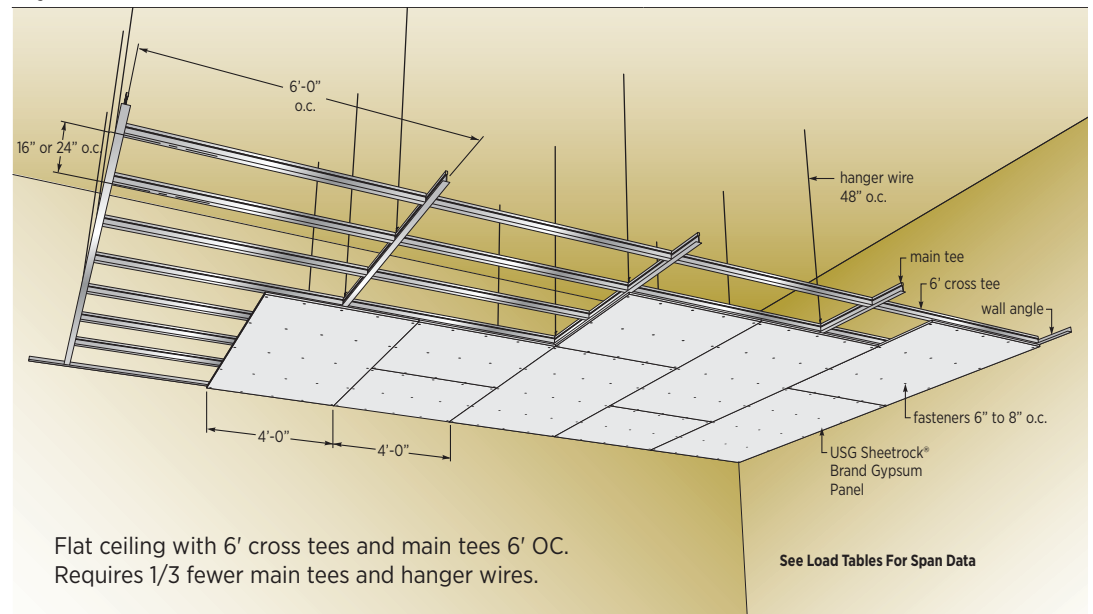 6'-0"
o.c.
16" or 24" o.c.
hanger wire
48" o.c.
main tee
6' cross tee
wall angle
fasteners 6" to 8" o.c.
4'-0"
4'-0"
USG Sheetrock®
Brand Gypsum
Panel
Flat ceiling with 6' cross tees and main tees 6' OC.
Requires 1/3 fewer main tees and hanger wires.
See Load Tables For Span Data